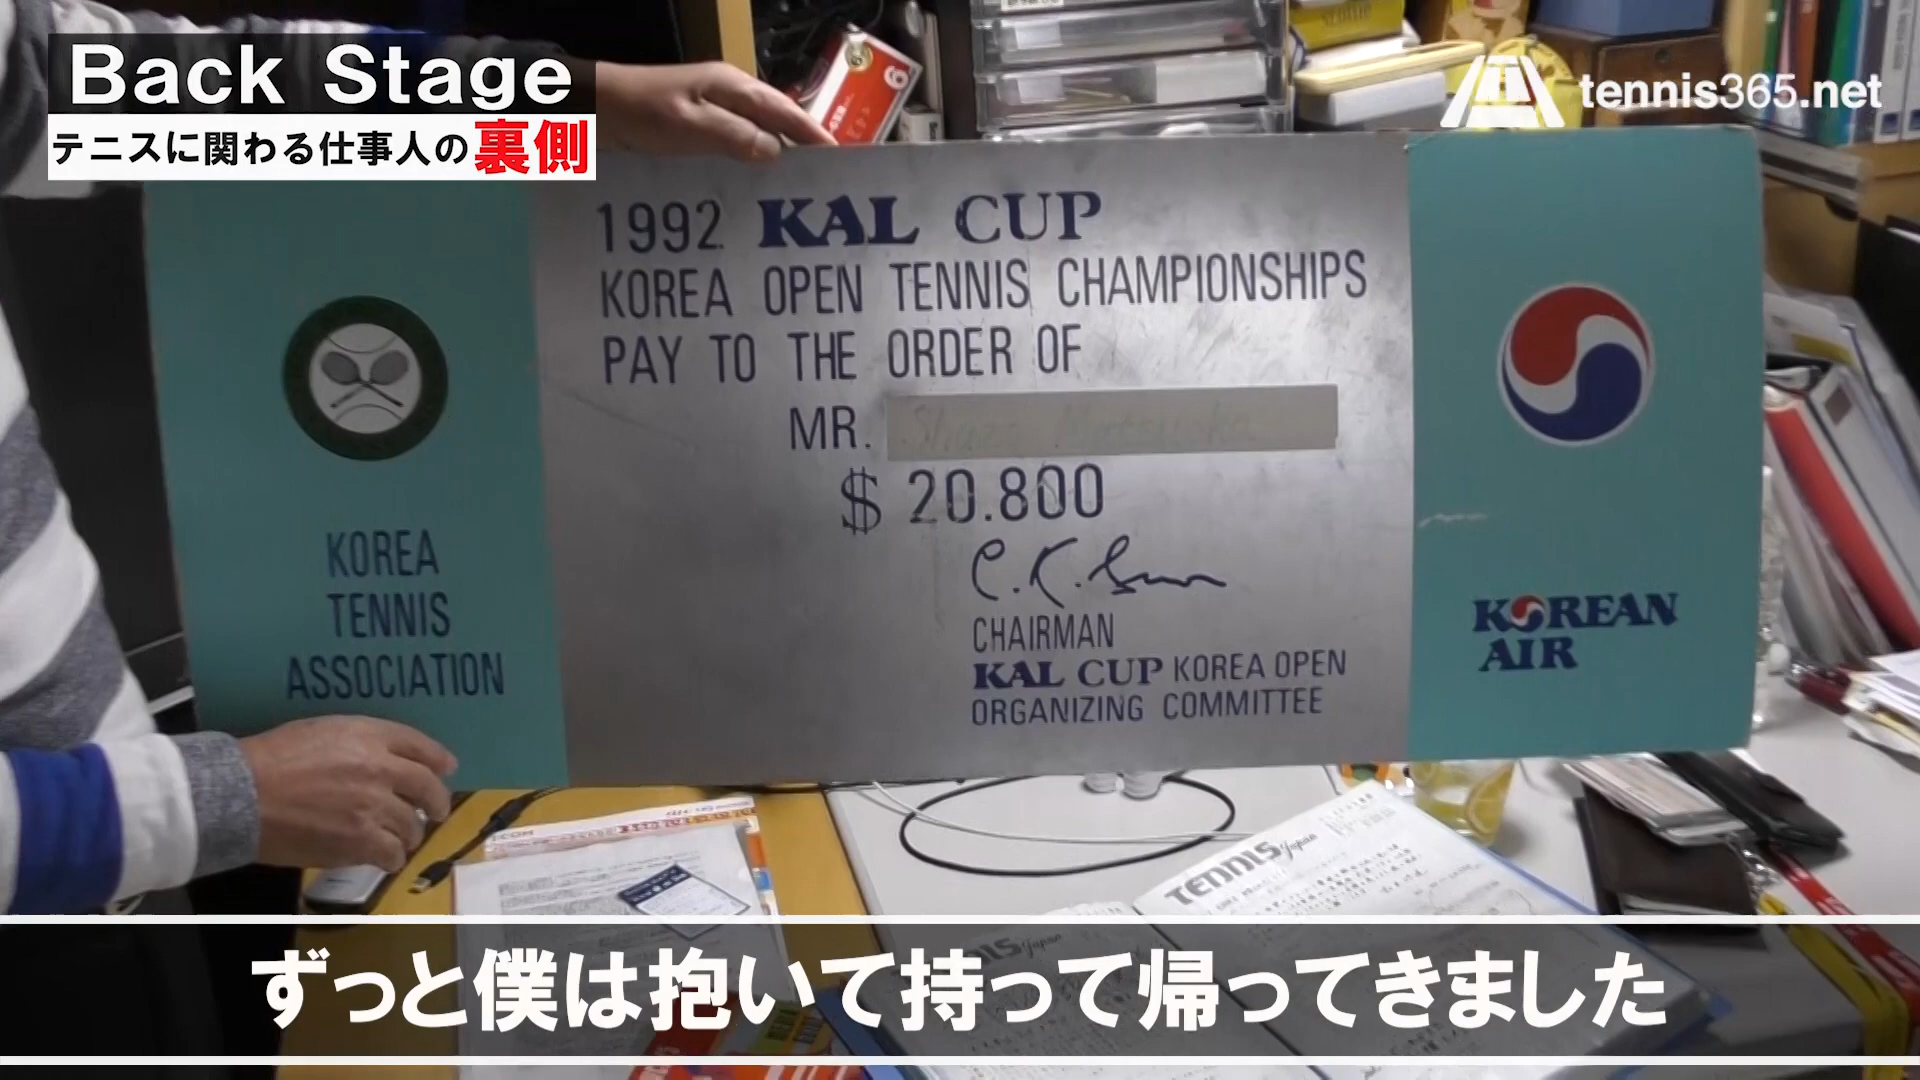 Back Stage
テニスに関わる仕事人の裏側
tennis365.net
1992 KAL CUP
KOREA OPEN TENNIS CHAMPIONSHIPS
PAY TO THE ORDER OF
MR.
$ 20.800
CHAIRMAN
KAL CUP KOREA OPEN
ORGANIZING COMMITTEE
KOREA
TENNIS
ASSOCIATION
KOREAN
AIR
TENNIS Japan
ずっと僕は抱いて持って帰ってきました